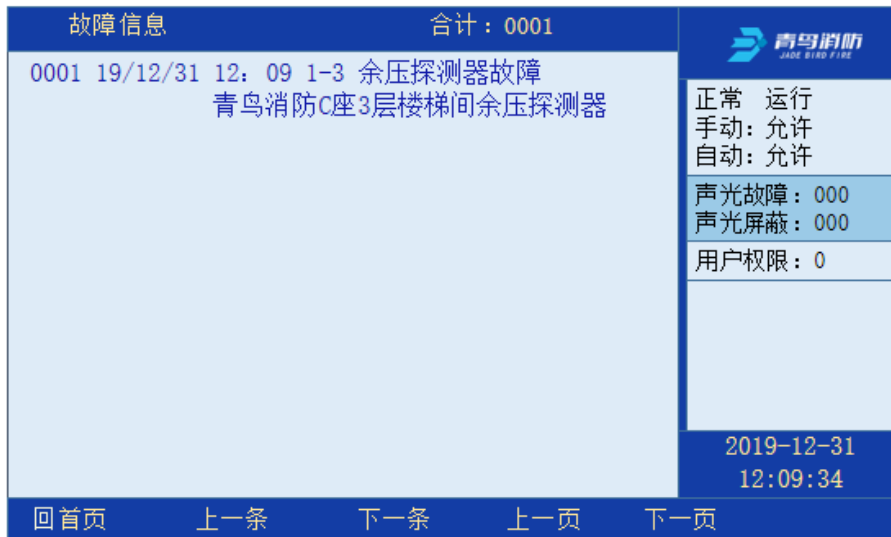 故障信息 合计：0001
0001 19/12/31 12：09 1-3 余压探测器故障
青鸟消防C座3层楼梯间余压探测器
青鸟消防
JADE BIRD FIRE
正常 运行
手动：允许
自动：允许
声光故障：000
声光屏蔽：000
用户权限：0
2019-12-31
12:09:34
回首页 上一条 下一条 上一页 下一页